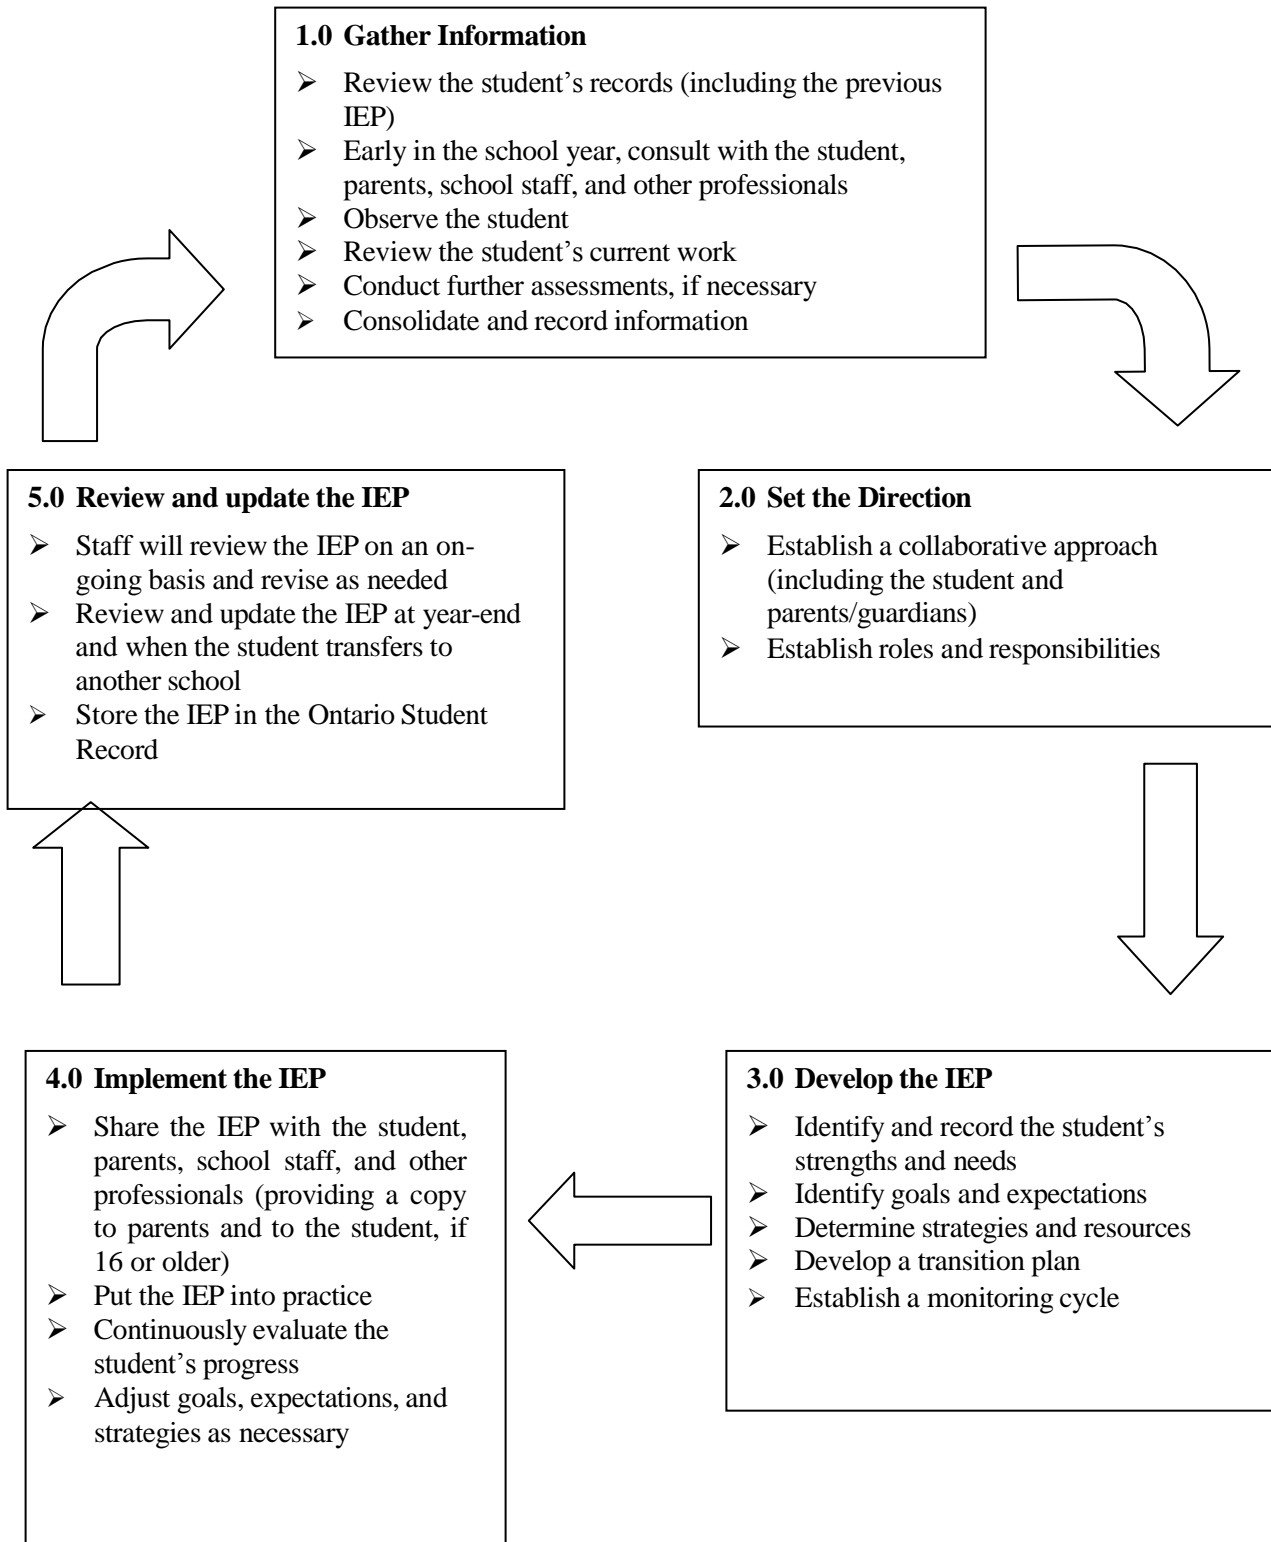 1.0 Gather Information
➢ Review the student’s records (including the previous
IEP)
➢ Early in the school year, consult with the student,
parents, school staff, and other professionals
➢ Observe the student
➢ Review the student’s current work
➢ Conduct further assessments, if necessary
➢ Consolidate and record information
2.0 Set the Direction
➢ Establish a collaborative approach
(including the student and
parents/guardians)
➢ Establish roles and responsibilities
3.0 Develop the IEP
➢ Identify and record the student’s
strengths and needs
➢ Identify goals and expectations
➢ Determine strategies and resources
➢ Develop a transition plan
➢ Establish a monitoring cycle
4.0 Implement the IEP
➢ Share the IEP with the student,
parents, school staff, and other
professionals (providing a copy
to parents and to the student, if
16 or older)
➢ Put the IEP into practice
➢ Continuously evaluate the
student’s progress
➢ Adjust goals, expectations, and
strategies as necessary
5.0 Review and update the IEP
➢ Staff will review the IEP on an on-
going basis and revise as needed
➢ Review and update the IEP at year-end
and when the student transfers to
another school
➢ Store the IEP in the Ontario Student
Record